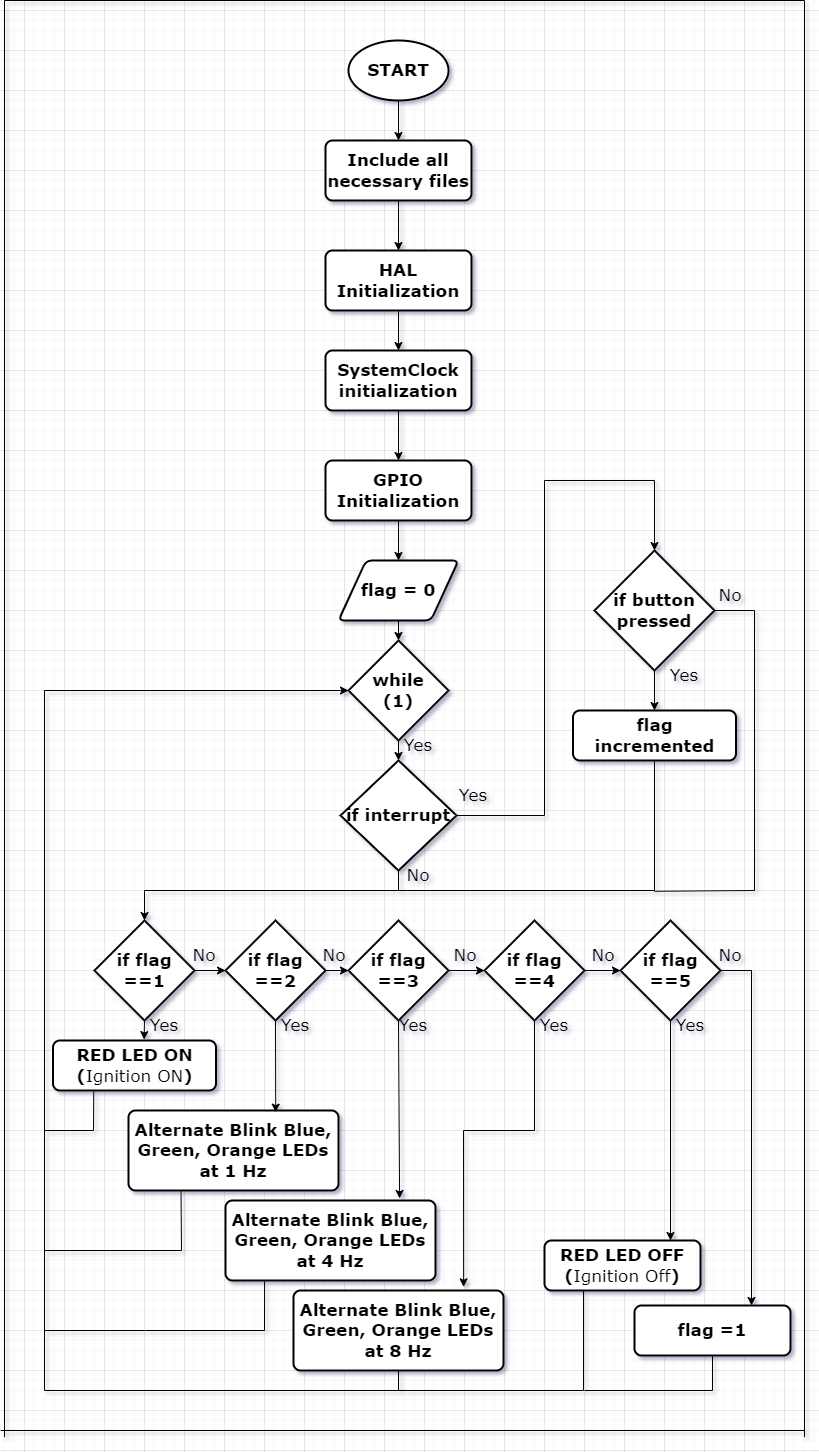 START
Include all
necessary files
HAL
Initialization
SystemClock
initialization
GPIO
Initialization
flag = 0
if button
pressed
No
Yes
while
(1)
Yes
flag
incremented
if interrupt
Yes
No
if flag
==1
No
if flag
==2
No
if flag
==3
No
if flag
==4
No
if flag
==5
No
Yes
Yes
Yes
Yes
Yes
RED LED ON
(Ignition ON)
Alternate Blink Blue,
Green, Orange LEDs
at 1 Hz
Alternate Blink Blue,
Green, Orange LEDs
at 4 Hz
RED LED OFF
(Ignition Off)
Alternate Blink Blue,
Green, Orange LEDs
at 8 Hz
flag =1